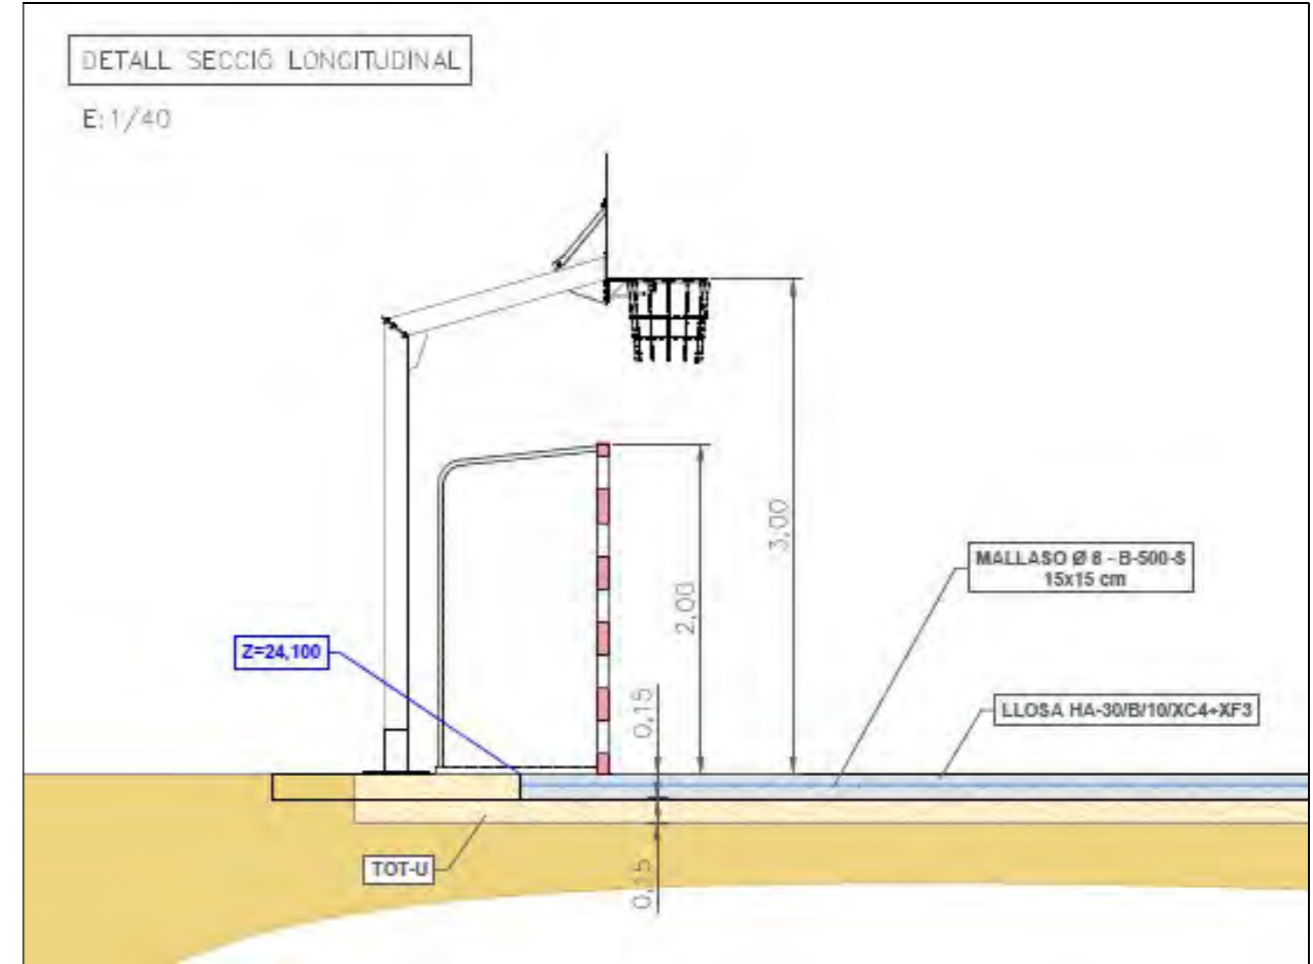 DETALL SECCIÓ LONGITUDINAL
E: 1/40
3,00
MALLASO Ø 8 - B-500-S
15x15 cm
2,00
Z=24,100
0,15
LLOSA HA-30/B/10/XC4+XF3
TOT-U
0,15